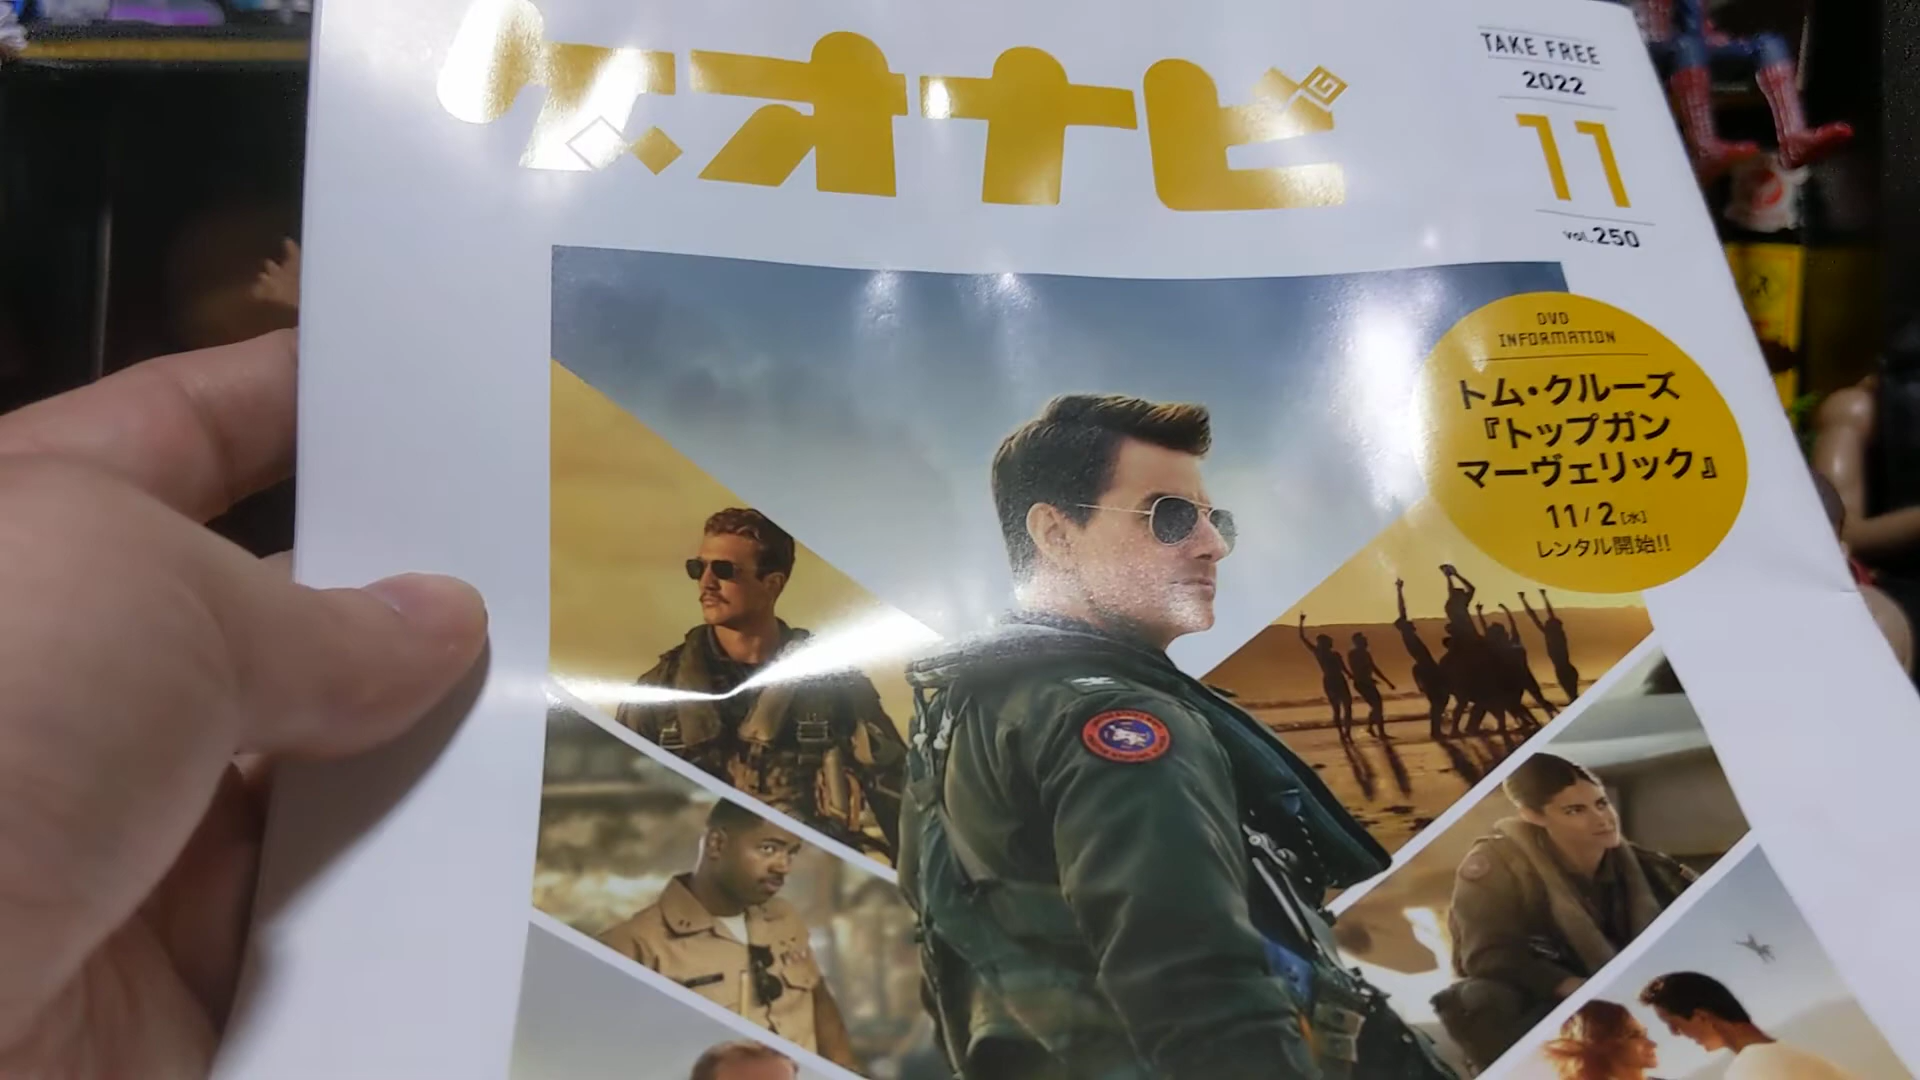 ゲオナビ
TAKE FREE
2022
11
vol.250
DVD
INFORMATION
トム・クルーズ
『トップガン
マーヴェリック』
11/2[水]
レンタル開始!!